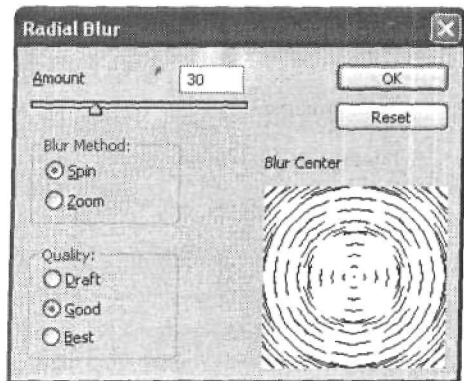 Radial Blur
Amount 30
OK
Reset
Blur Method:
Spin
Zoom
Blur Center
Quality:
Draft
Good
Best